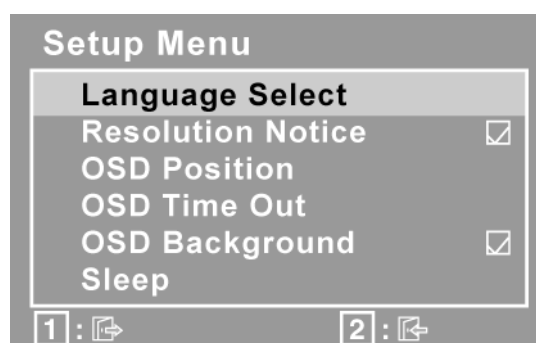 Setup Menu
Language Select
Resolution Notice
OSD Position
OSD Time Out
OSD Background
Sleep
1 : 2 :